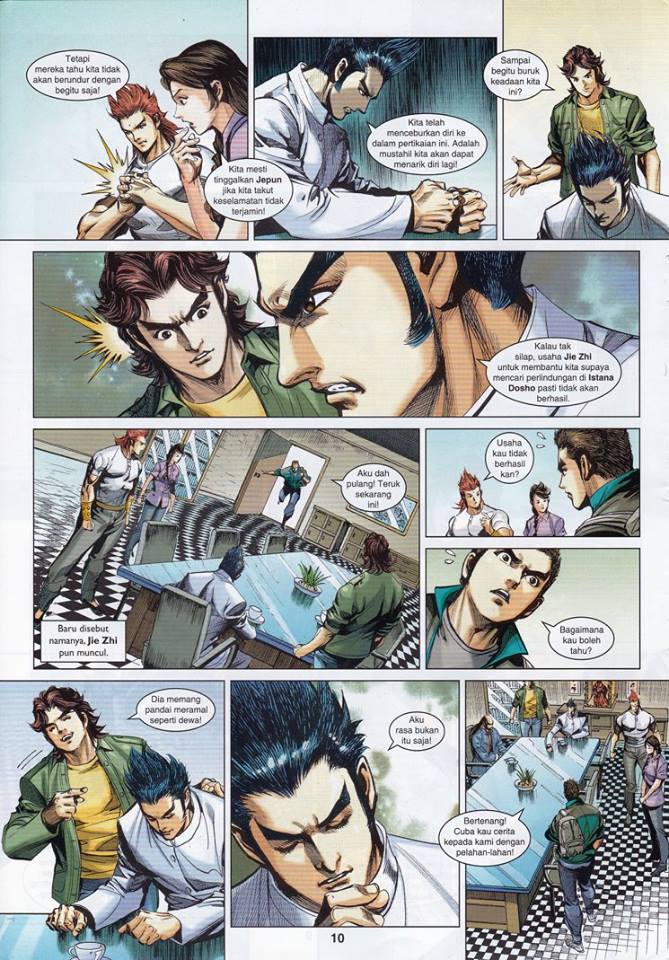 Tetapi
mereka tahu kita tidak
akan berundur dengan
begitu saja!
Kita mesti
tinggalkan Jepun
jika kita takut
keselamatan tidak
terjamin!
Kita telah
menceburkan diri ke
dalam pertikaian ini. Adalah
mustahil kita akan dapat
menarik diri lagi!
Sampai
begitu buruk
keadaan kita
ini?
Kalau tak
silap, usaha Jie Zhi
untuk membantu kita supaya
mencari perlindungan di Istana
Dosho pasti tidak akan
berhasil.
Aku dah
pulang! Teruk
sekarang
ini!
Baru disebut
namanya, Jie Zhi
pun muncul.
Usaha
kau tidak
berhasil
kan?
Bagaimana
kau boleh
tahu?
Dia memang
pandai meramal
seperti dewa!
Aku
rasa bukan
itu saja!
Bertenang!
Cuba kau cerita
kepada kami dengan
pelahan-lahan!
10